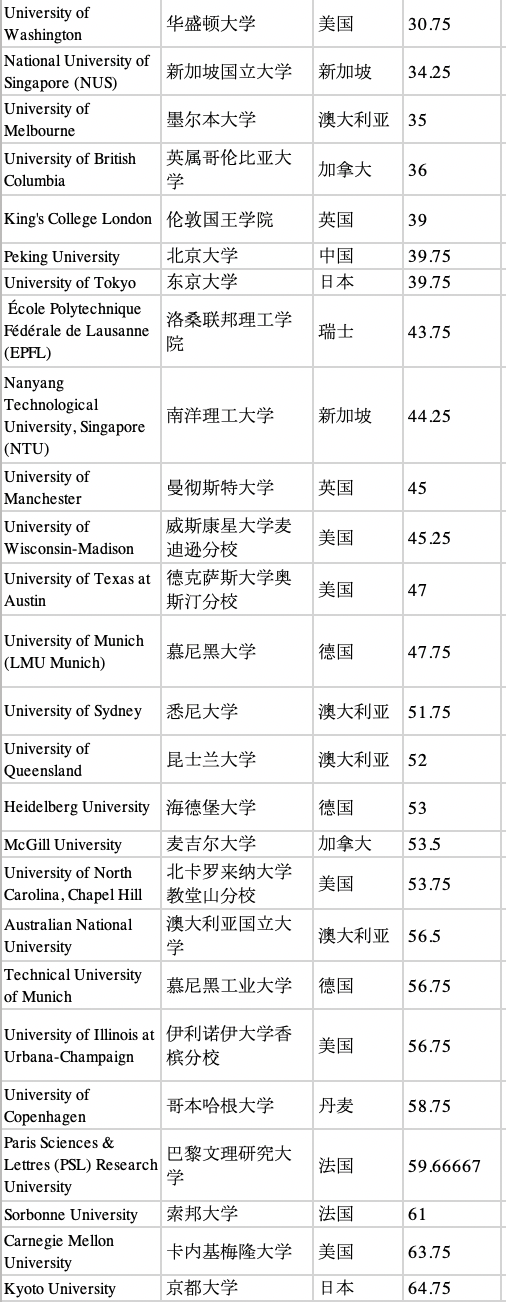 University of
Washington
华盛顿大学
美国
30.75
National University of
Singapore (NUS)
新加坡国立大学
新加坡
34.25
University of
Melbourne
墨尔本大学
澳大利亚
35
University of British
Columbia
英属哥伦比亚大
学
加拿大
36
King's College London
伦敦国王学院
英国
39
Peking University
北京大学
中国
39.75
University of Tokyo
东京大学
日本
39.75
École Polytechnique
Fédérale de Lausanne
(EPFL)
洛桑联邦理工学
院
瑞士
43.75
Nanyang
Technological
University, Singapore
(NTU)
南洋理工大学
新加坡
44.25
University of
Manchester
曼彻斯特大学
英国
45
University of
Wisconsin-Madison
威斯康星大学麦
迪逊分校
美国
45.25
University of Texas at
Austin
德克萨斯大学奥
斯汀分校
美国
47
University of Munich
(LMU Munich)
慕尼黑大学
德国
47.75
University of Sydney
悉尼大学
澳大利亚
51.75
University of
Queensland
昆士兰大学
澳大利亚
52
Heidelberg University
海德堡大学
德国
53
McGill University
麦吉尔大学
加拿大
53.5
University of North
Carolina, Chapel Hill
北卡罗来纳大学
教堂山分校
美国
53.75
Australian National
University
澳大利亚国立大
学
澳大利亚
56.5
Technical University
of Munich
慕尼黑工业大学
德国
56.75
University of Illinois at
Urbana-Champaign
伊利诺伊大学香
槟分校
美国
56.75
University of
Copenhagen
哥本哈根大学
丹麦
58.75
Paris Sciences &
Lettres (PSL) Research
University
巴黎文理研究大
学
法国
59.66667
Sorbonne University
索邦大学
法国
61
Carnegie Mellon
University
卡内基梅隆大学
美国
63.75
Kyoto University
京都大学
日本
64.75